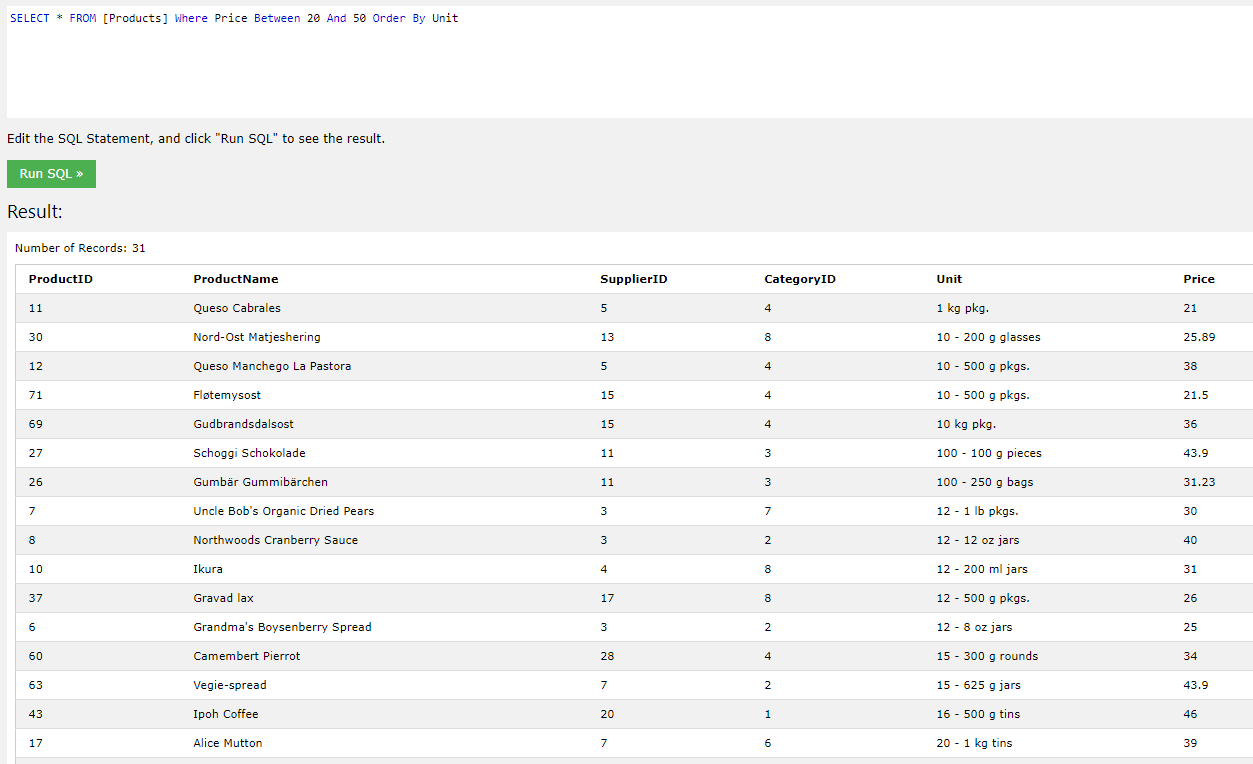 SELECT * FROM [Products] Where Price Between 20 And 50 Order By Unit
Edit the SQL Statement, and click "Run SQL" to see the result.
Run SQL »
Result:
Number of Records: 31
ProductID ProductName SupplierID CategoryID Unit Price
11 Queso Cabrales 5 4 1 kg pkg. 21
30 Nord-Ost Matjeshering 13 8 10 - 200 g glasses 25.89
12 Queso Manchego La Pastora 5 4 10 - 500 g pkgs. 38
71 Fløtemysost 15 4 10 - 500 g pkgs. 21.5
69 Gudbrandsdalsost 15 4 10 kg pkg. 36
27 Schoggi Schokolade 11 3 100 - 100 g pieces 43.9
26 Gumbär Gummibärchen 11 3 100 - 250 g bags 31.23
7 Uncle Bob's Organic Dried Pears 3 7 12 - 1 lb pkgs. 30
8 Northwoods Cranberry Sauce 3 2 12 - 12 oz jars 40
10 Ikura 4 8 12 - 200 ml jars 31
37 Gravad lax 17 8 12 - 500 g pkgs. 26
6 Grandma's Boysenberry Spread 3 2 12 - 8 oz jars 25
60 Camembert Pierrot 28 4 15 - 300 g rounds 34
63 Vegie-spread 7 2 15 - 625 g jars 43.9
43 Ipoh Coffee 20 1 16 - 500 g tins 46
17 Alice Mutton 7 6 20 - 1 kg tins 39